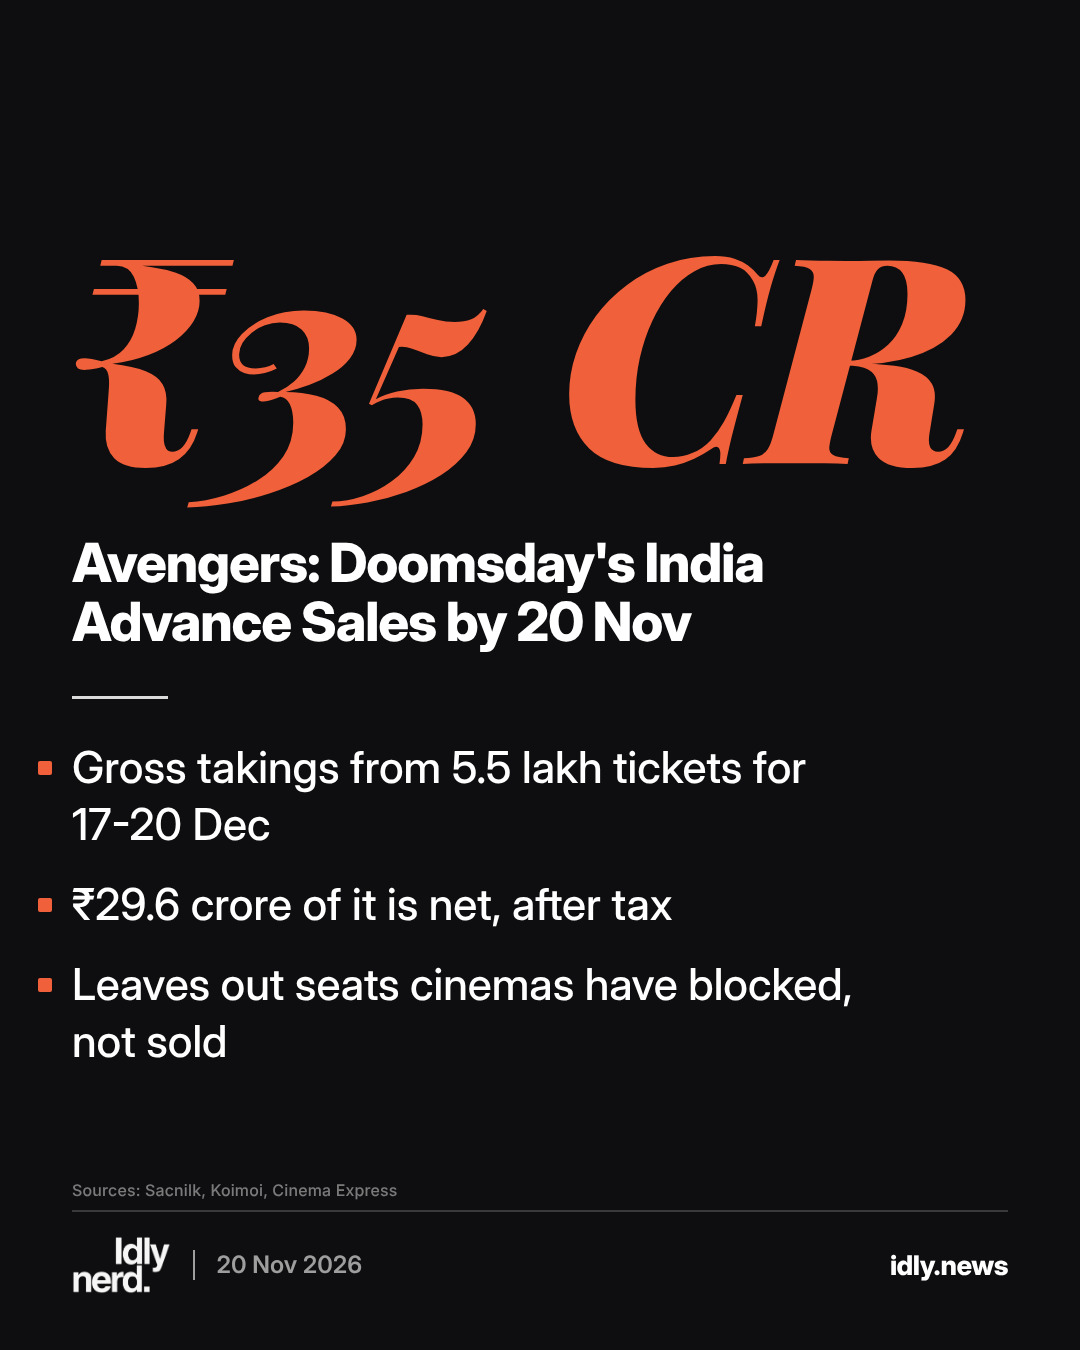 ₹35 CR
Avengers: Doomsday's India
Advance Sales by 20 Nov
Gross takings from 5.5 lakh tickets for
17-20 Dec
₹29.6 crore of it is net, after tax
Leaves out seats cinemas have blocked,
not sold
Sources: Sacnilk, Koimoi, Cinema Express
Idly
nerd.
20 Nov 2026
idly.news